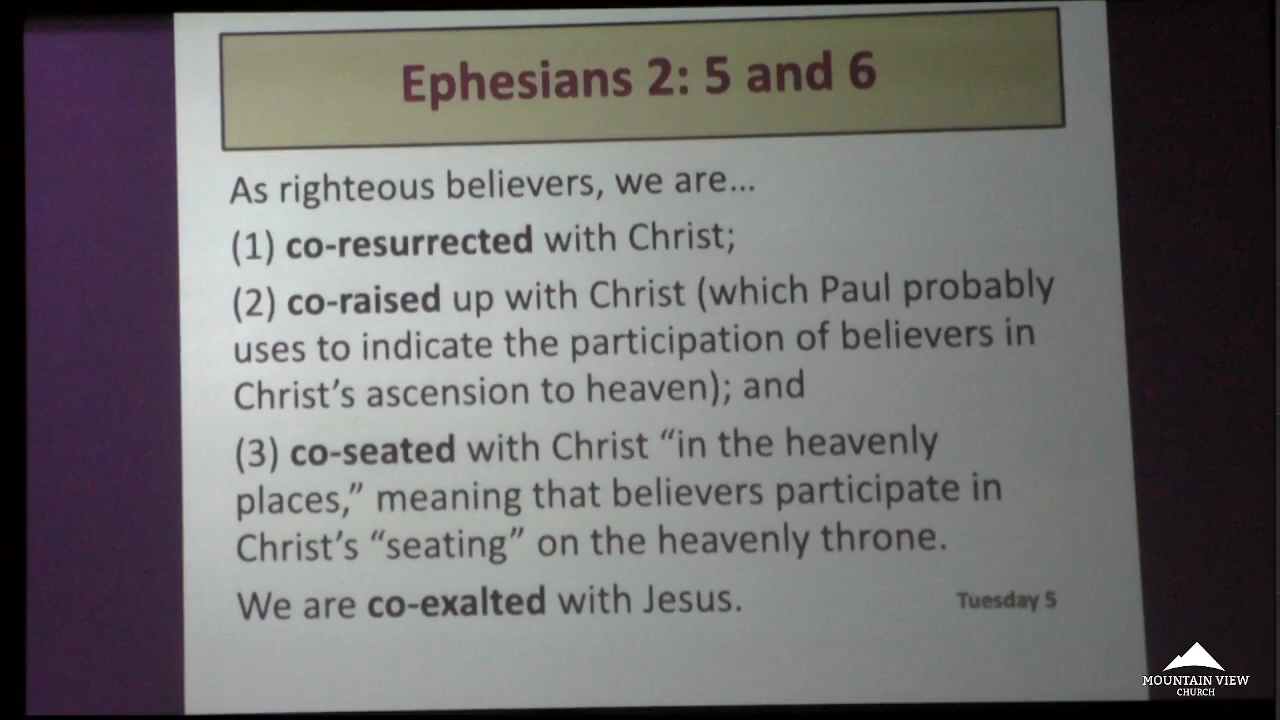 Ephesians 2: 5 and 6
As righteous believers, we are...
(1) co-resurrected with Christ;
(2) co-raised up with Christ (which Paul probably
uses to indicate the participation of believers in
Christ's ascension to heaven); and
(3) co-seated with Christ “in the heavenly
places,” meaning that believers participate in
Christ's “seating” on the heavenly throne.
We are co-exalted with Jesus.
Tuesday 5
MOUNTAIN VIEW
CHURCH